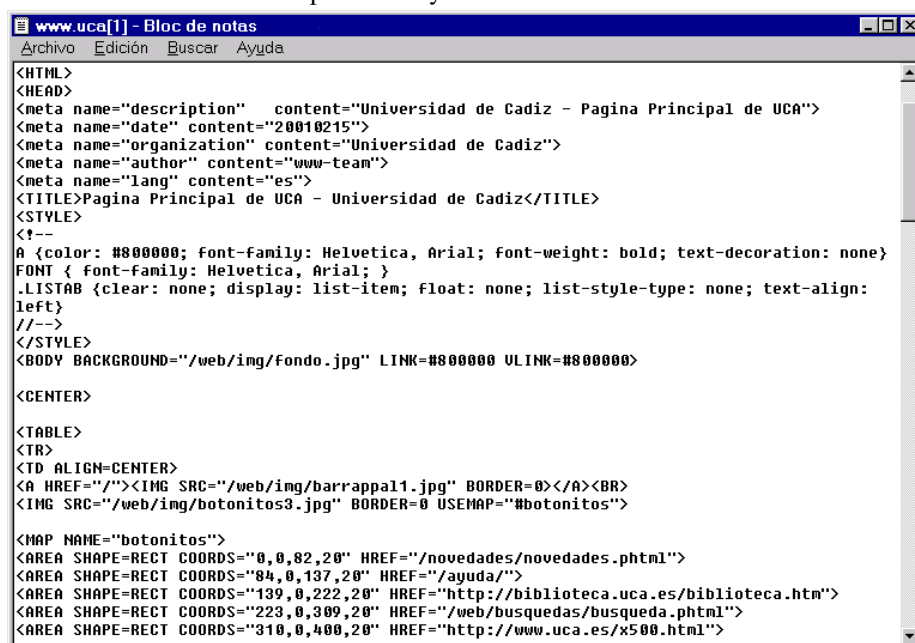 www.uca[1] - Bloc de notas
Archivo Edición Buscar Ayuda
<HTML>
<HEAD>
<meta name="description"   content="Universidad de Cadiz - Pagina Principal de UCA">
<meta name="date" content="20010215">
<meta name="organization" content="Universidad de Cadiz">
<meta name="author" content="www-team">
<meta name="lang" content="es">
<TITLE>Pagina Principal de UCA - Universidad de Cadiz</TITLE>
<STYLE>
<!--
A {color: #800000; font-family: Helvetica, Arial; font-weight: bold; text-decoration: none}
FONT { font-family: Helvetica, Arial; }
.LISTAB {clear: none; display: list-item; float: none; list-style-type: none; text-align:
left}
//-->
</STYLE>
<BODY BACKGROUND="/web/img/fondo.jpg" LINK=#800000 VLINK=#800000>
<CENTER>
<TABLE>
<TR>
<TD ALIGN=CENTER>
<A HREF="/"><IMG SRC="/web/img/barrappal1.jpg" BORDER=0></A><BR>
<IMG SRC="/web/img/botonitos3.jpg" BORDER=0 USEMAP="#botonitos">
<MAP NAME="botonitos">
<AREA SHAPE=RECT COORDS="0,0,82,20" HREF="/novedades/novedades.phtml">
<AREA SHAPE=RECT COORDS="84,0,137,20" HREF="/ayuda/">
<AREA SHAPE=RECT COORDS="139,0,222,20" HREF="http://biblioteca.uca.es/biblioteca.htm">
<AREA SHAPE=RECT COORDS="223,0,309,20" HREF="/web/busquedas/busqueda.phtml">
<AREA SHAPE=RECT COORDS="310,0,400,20" HREF="http://www.uca.es/x500.html">